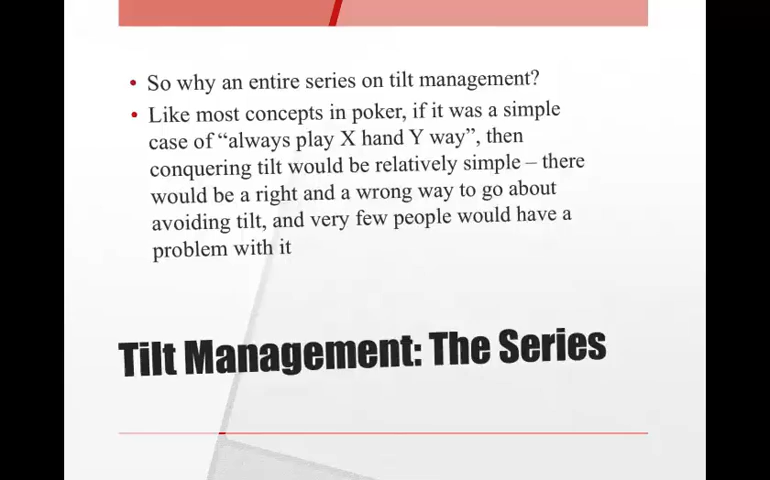 • So why an entire series on tilt management?
• Like most concepts in poker, if it was a simple
case of “always play X hand Y way”, then
conquering tilt would be relatively simple – there
would be a right and a wrong way to go about
avoiding tilt, and very few people would have a
problem with it
Tilt Management: The Series